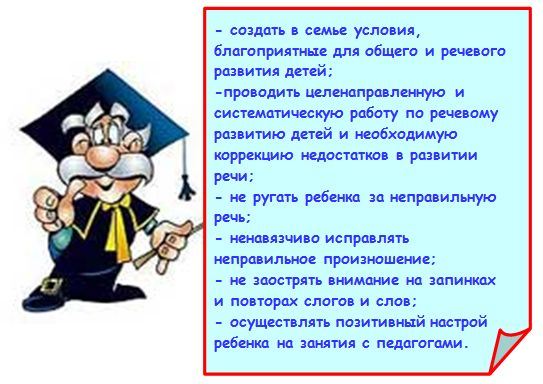 - создать в семье условия,
благоприятные для общего и речевого
развития детей;
-проводить целенаправленную и
систематическую работу по речевому
развитию детей и необходимую
коррекцию недостатков в развитии
речи;
- не ругать ребенка за неправильную
речь;
- ненавязчиво исправлять
неправильное произношение;
- не заострять внимание на запинках
и повторах слогов и слов;
- осуществлять позитивный настрой
ребенка на занятия с педагогами.